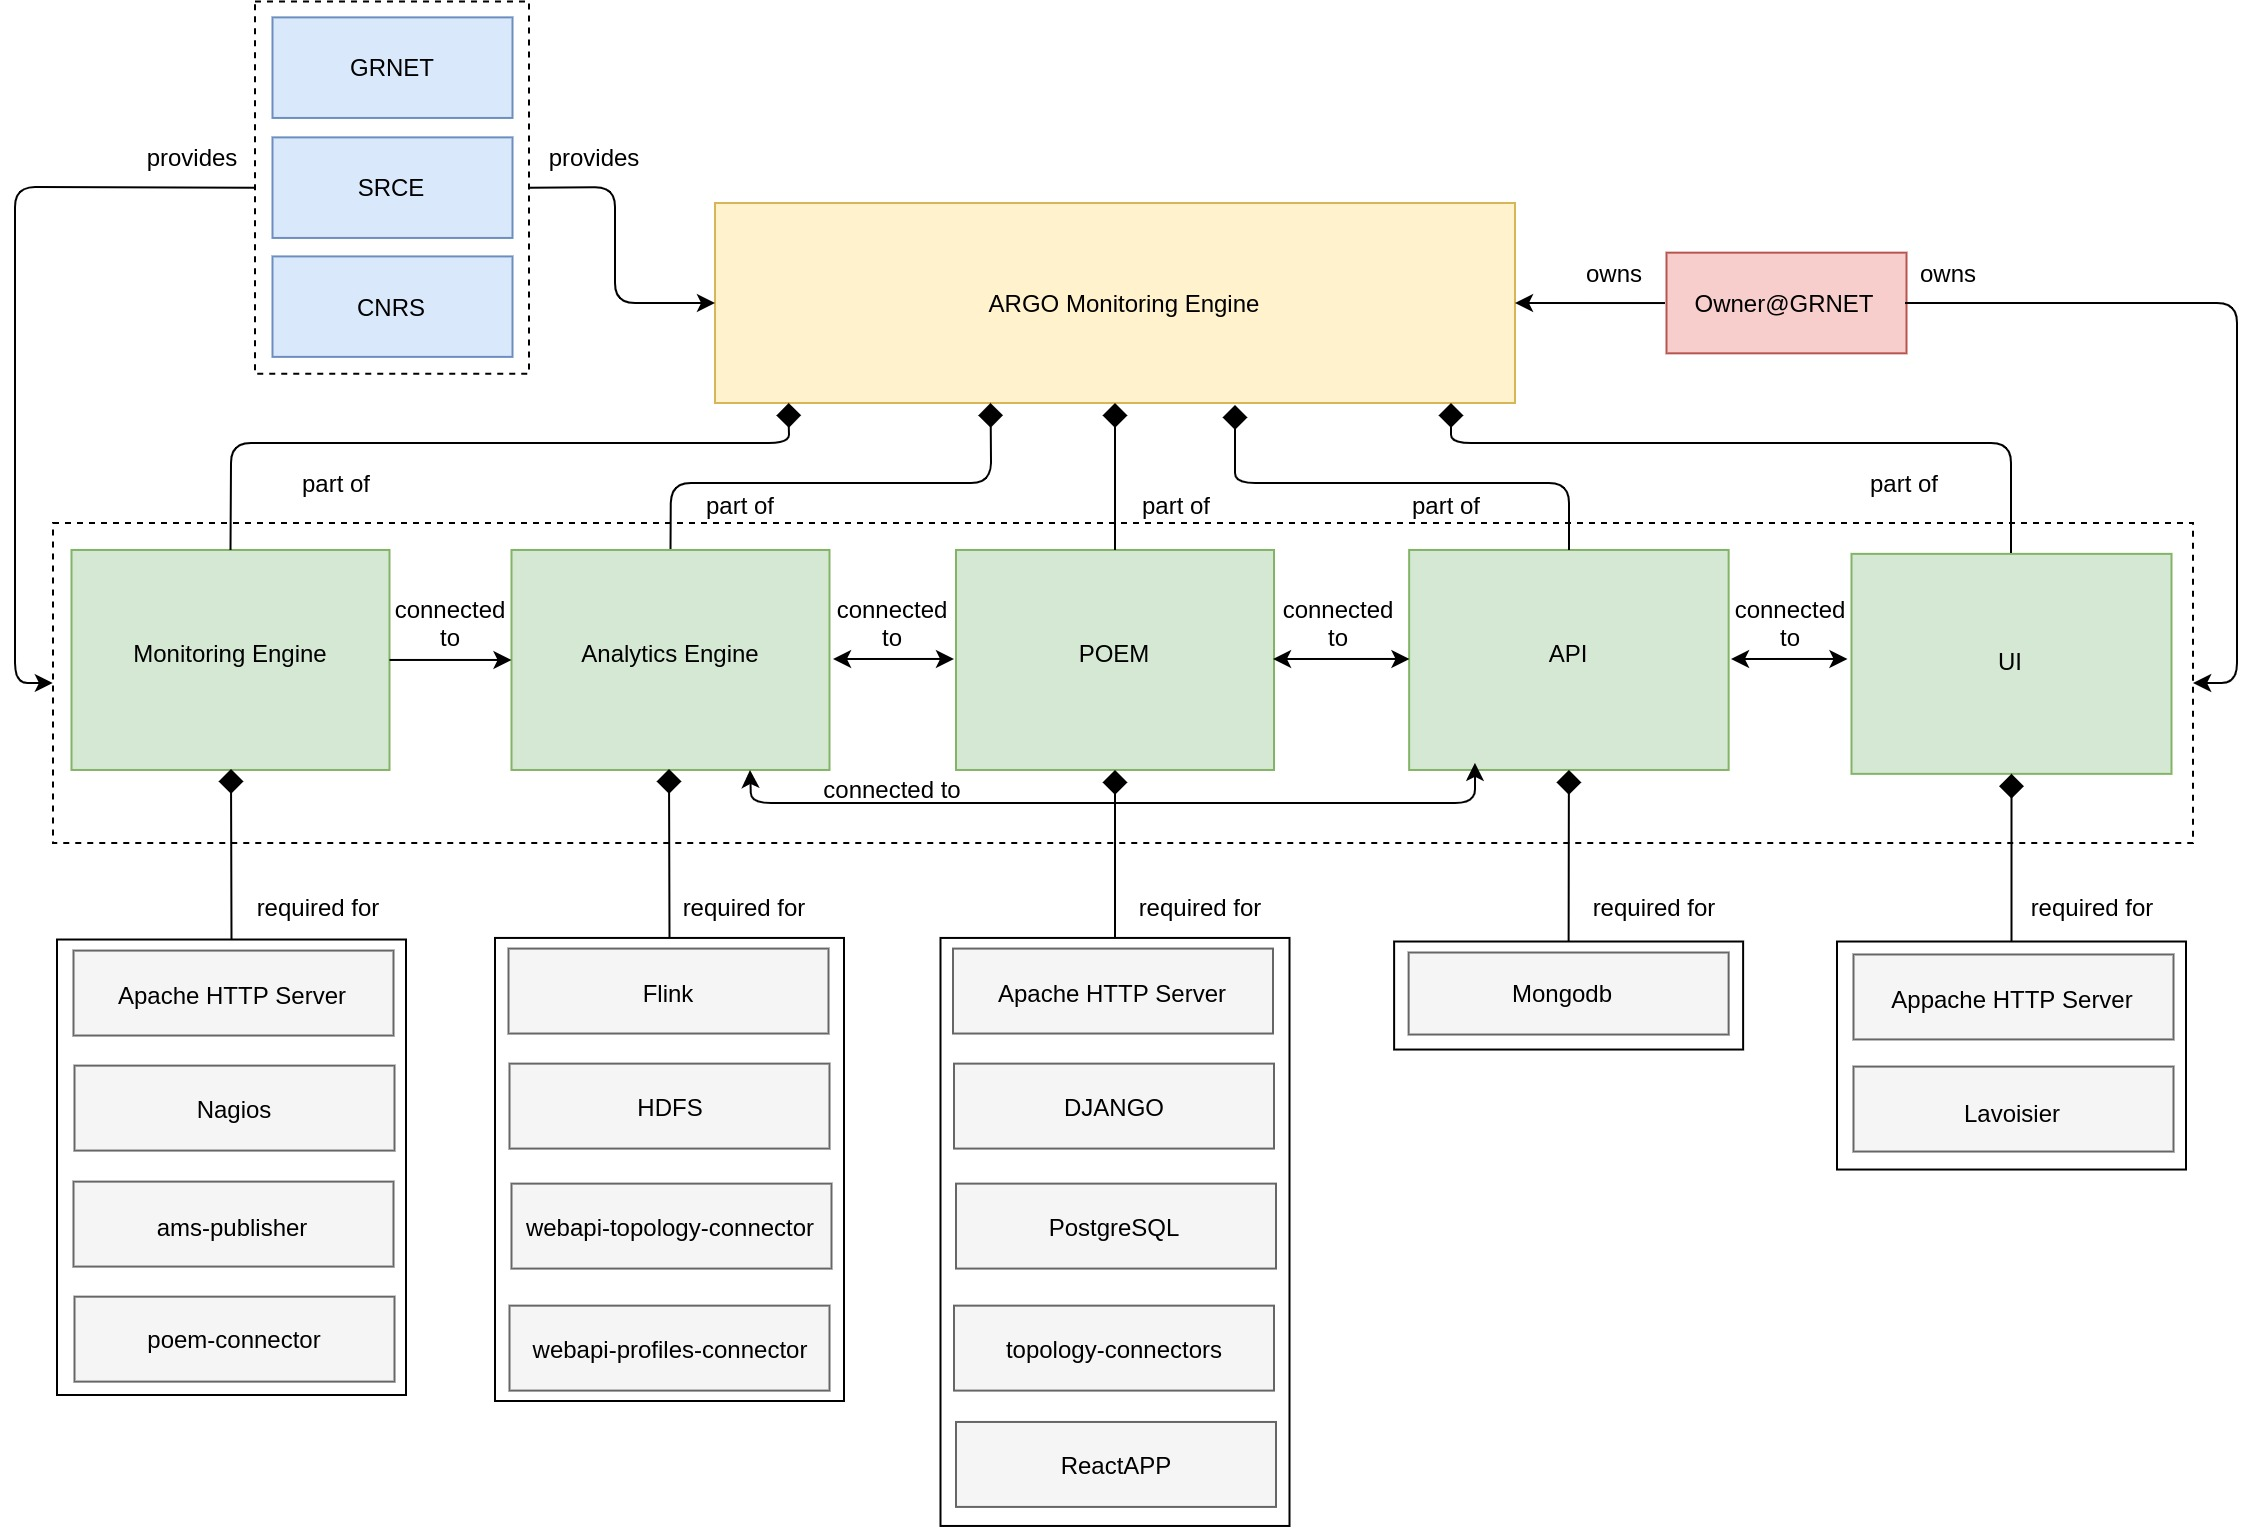 GRNET
provides
SRCE
provides
CNRS
ARGO Monitoring Engine
owns
Owner@GRNET
owns
part of
part of
part of
part of
part of
Monitoring Engine
connected
to
Analytics Engine
connected
to
POEM
connected
to
API
connected
to
UI
connected to
required for
required for
required for
required for
required for
Apache HTTP Server
Nagios
ams-publisher
poem-connector
Flink
HDFS
webapi-topology-connector
webapi-profiles-connector
Apache HTTP Server
DJANGO
PostgreSQL
topology-connectors
ReactAPP
Mongodb
Appache HTTP Server
Lavoisier